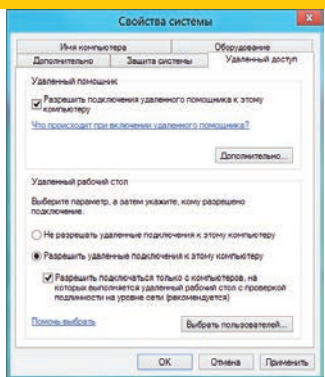 Свойства системы
Имя компьютера Оборудование
Дополнительно Защита системы Удаленный доступ
Удаленный помощник
Разрешить подключения удаленного помощника к этому
компьютеру
Что происходит при включении удаленного помощника?
Дополнительно...
Удаленный рабочий стол
Выберите параметр, а затем укажите, кому разрешено
подключение.
Не разрешать удаленные подключения к этому компьютеру
Разрешить удаленные подключения к этому компьютеру
Разрешить подключаться только с компьютеров, на
которых выполняется удаленный рабочий стол с проверкой
подлинности на уровне сети (рекомендуется)
Помочь выбрать
Выбрать пользователей...
OK Отмена Применить